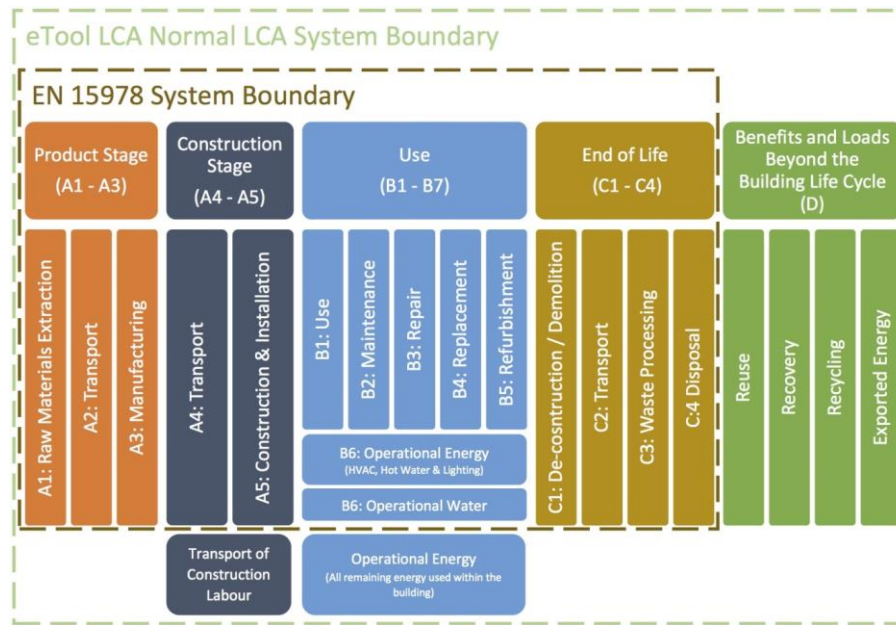 eTool LCA Normal LCA System Boundary
EN 15978 System Boundary
Product Stage
(A1 - A3)
Construction
Stage
(A4 - A5)
Use
(B1 - B7)
End of Life
(C1 - C4)
Benefits and Loads
Beyond the
Building Life Cycle
(D)
A1: Raw Materials Extraction
A2: Transport
A3: Manufacturing
A4: Transport
A5: Construction & Installation
B1: Use
B2: Maintenance
B3: Repair
B4: Replacement
B5: Refurbishment
B6: Operational Energy
(HVAC, Hot Water & Lighting)
B6: Operational Water
C1: De-cosntruction / Demolition
C2: Transport
C3: Waste Processing
C:4 Disposal
Reuse
Recovery
Recycling
Exported Energy
Transport of
Construction
Labour
Operational Energy
(All remaining energy used within the
building)